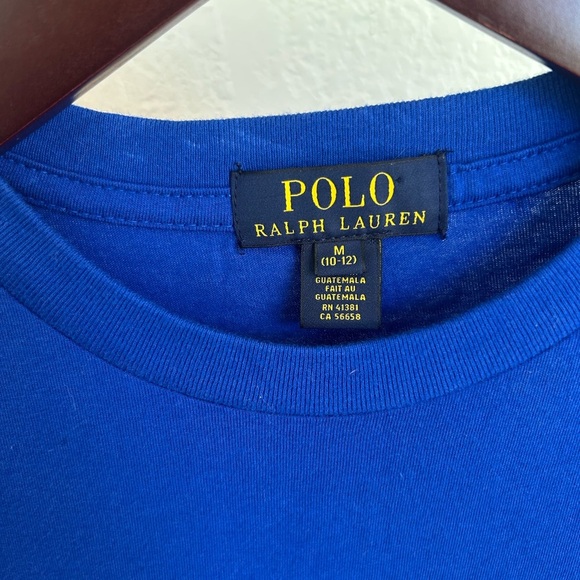 POLO
RALPH LAUREN
M
(10-12)
GUATEMALA
FAIT AU
GUATEMALA
RN 41381
CA 56658